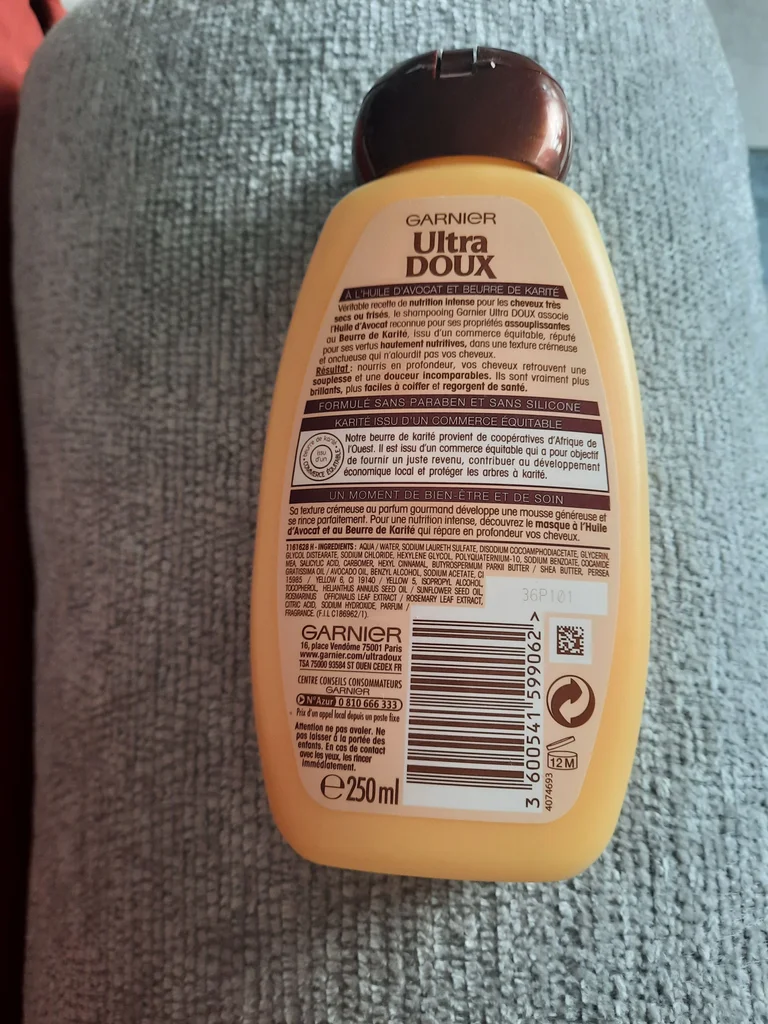 GARNIER
Ultra
DOUX
À L'HUILE D'AVOCAT ET BEURRE DE KARITÉ
Véritable recette de nutrition intense pour les cheveux très
secs ou frisés, le shampooing Garnier Ultra DOUX associe
l'Huile d'Avocat reconnue pour ses propriétés assouplissantes
au Beurre de Karité, issu d'un commerce équitable, réputé
pour ses vertus hautement nutritives, dans une texture crémeuse
et onctueuse qui n'alourdit pas vos cheveux.
Résultat : nourris en profondeur, vos cheveux retrouvent une
souplesse et une douceur incomparables. Ils sont vraiment plus
brillants, plus faciles à coiffer et regorgent de santé.
FORMULE SANS PARABEN ET SANS SILICONE
KARITÉ ISSU D'UN COMMERCE ÉQUITABLE
beurre de karité
issu
d'un
COMMERCE ÉQUITABLE
Notre beurre de karité provient de coopératives d'Afrique de
l'Ouest. Il est issu d'un commerce équitable qui a pour objectif
de fournir un juste revenu, contribuer au développement
économique local et protéger les arbres à karité.
UN MOMENT DE BIEN-ÊTRE ET DE SOIN
Sa texture crémeuse au parfum gourmand développe une mousse généreuse et
se rince parfaitement. Pour une nutrition intense, découvrez le masque à l'Huile
d'Avocat et au Beurre de Karité qui répare en profondeur vos cheveux.
1161628 H - INGREDIENTS: AQUA / WATER, SODIUM LAURETH SULFATE, DISODIUM COCOAMPHODIACETATE, GLYCERIN,
GLYCOL DISTEARATE, SODIUM CHLORIDE, HEXYLENE GLYCOL, POLYQUATERNIUM-10, SODIUM BENZOATE, COCAMIDE
MEA, SALICYLIC ACID, CARBOMER, HEXYL CINNAMAL, BUTYROSPERMUM PARKII BUTTER / SHEA BUTTER, PERSEA
GRATISSIMA OIL / AVOCADO OIL, BENZYL ALCOHOL, SODIUM ACETATE, CI
15985 / YELLOW 6, CI 19140 / YELLOW 5, ISOPROPYL ALCOHOL,
TOCOPHEROL, HELIANTHUS ANNUUS SEED OIL / SUNFLOWER SEED OIL,
ROSMARINUS OFFICINALIS LEAF EXTRACT / ROSEMARY LEAF EXTRACT,
CITRIC ACID, SODIUM HYDROXIDE, PARFUM /
FRAGRANCE. (F.I.L C186962/1).
36P101
GARNIER
16, place Vendôme 75001 Paris
www.garnier.com/ultradoux
TSA 75000 93584 ST OUEN CEDEX FR
CENTRE CONSEILS CONSOMMATEURS
GARNIER
N°Azur 0 810 666 333
Prix d'un appel local depuis un poste fixe
Attention ne pas avaler. Ne
pas laisser à la portée des
enfants. En cas de contact
avec les yeux, les rincer
immédiatement.
℮ 250 ml
3 600541 599062 >
12 M
4074693